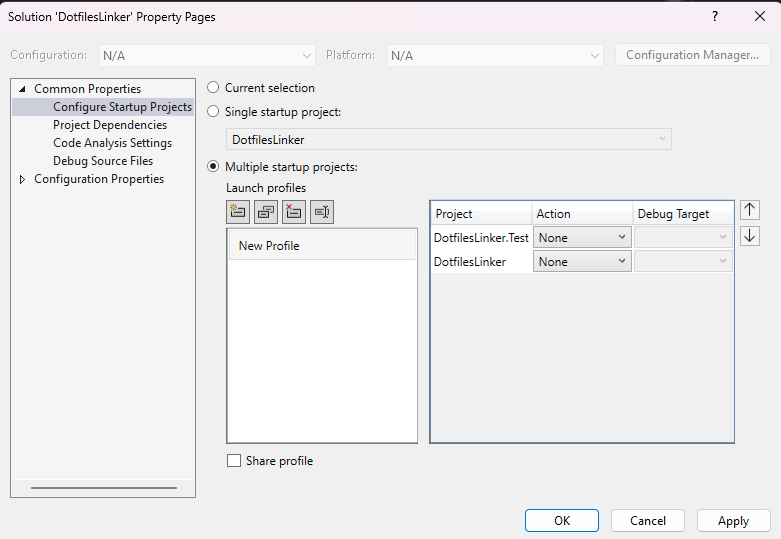 Solution 'DotfilesLinker' Property Pages
?
Configuration: N/A Platform: N/A Configuration Manager...
Common Properties
Configure Startup Projects
Project Dependencies
Code Analysis Settings
Debug Source Files
Configuration Properties
Current selection
Single startup project:
DotfilesLinker
Multiple startup projects:
Launch profiles
New Profile
Project Action Debug Target
DotfilesLinker.Test None
DotfilesLinker None
Share profile
OK Cancel Apply